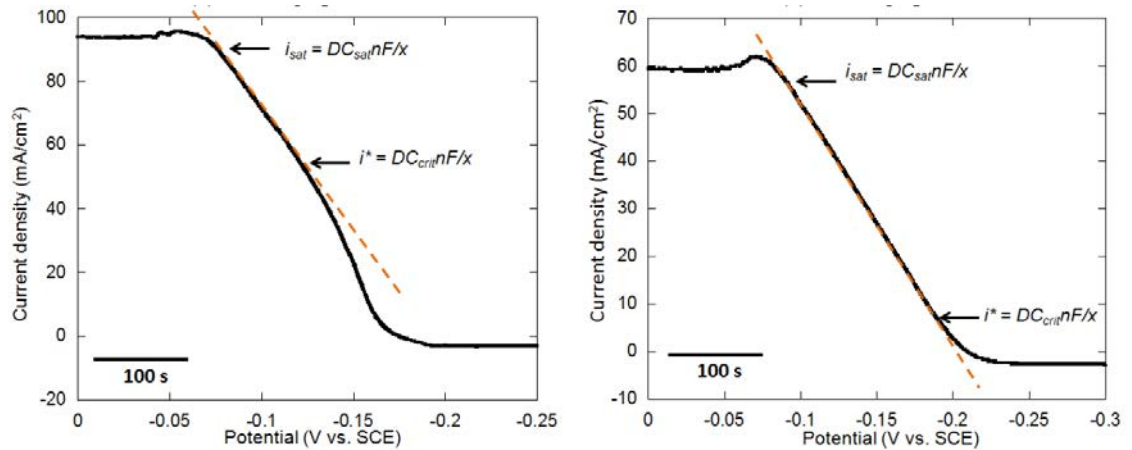 100
80
60
40
20
0
-20
Current density (mA/cm²)
i_sat = DC_sat nF/x
i* = DC_crit nF/x
100 s
0 -0.05 -0.1 -0.15 -0.2 -0.25
Potential (V vs. SCE)
70
60
50
40
30
20
10
0
-10
Current density (mA/cm²)
i_sat = DC_sat nF/x
i* = DC_crit nF/x
100 s
0 -0.05 -0.1 -0.15 -0.2 -0.25 -0.3
Potential (V vs. SCE)